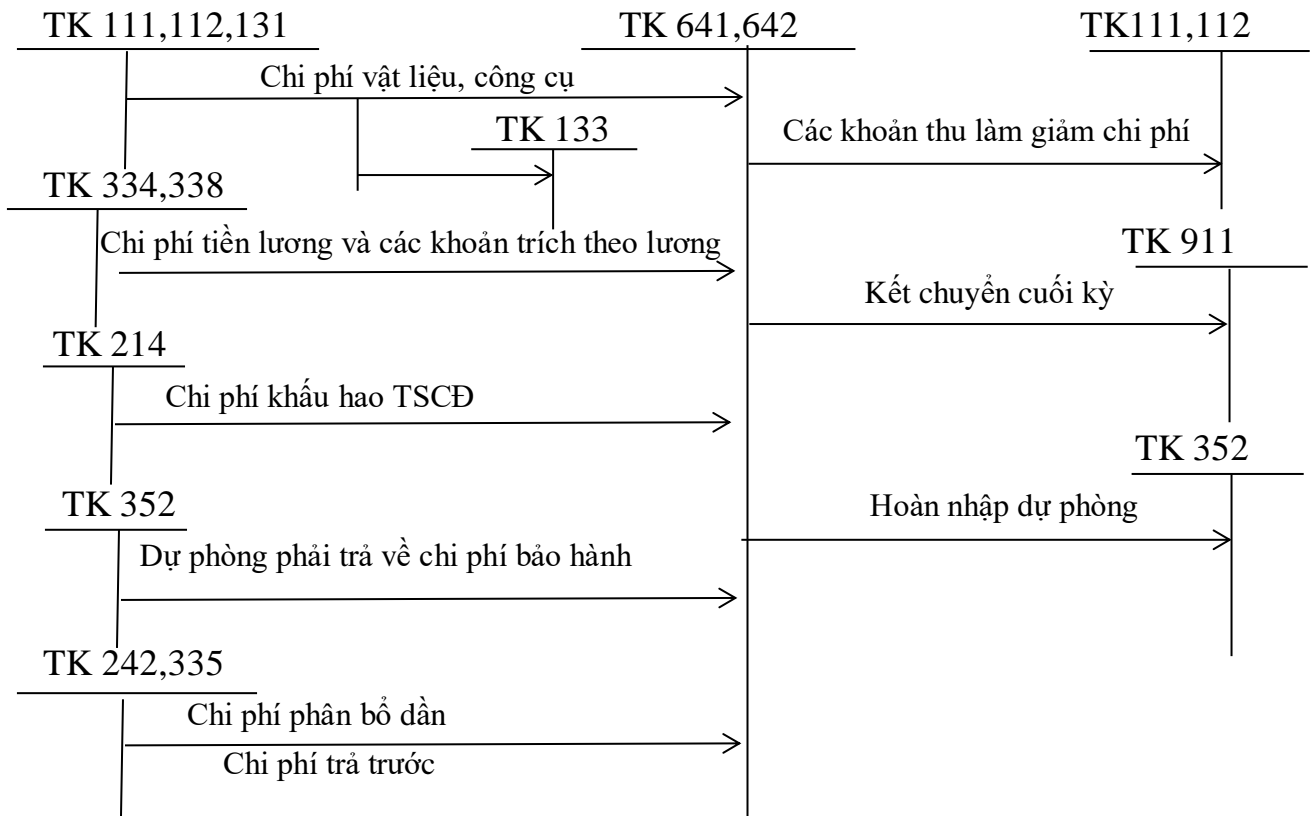 TK 111,112,131
TK 641,642
TK111,112
Chi phí vật liệu, công cụ
TK 133
Các khoản thu làm giảm chi phí
TK 334,338
Chi phí tiền lương và các khoản trích theo lương
TK 911
Kết chuyển cuối kỳ
TK 214
Chi phí khấu hao TSCĐ
TK 352
TK 352
Hoàn nhập dự phòng
Dự phòng phải trả về chi phí bảo hành
TK 242,335
Chi phí phân bổ dần
Chi phí trả trước